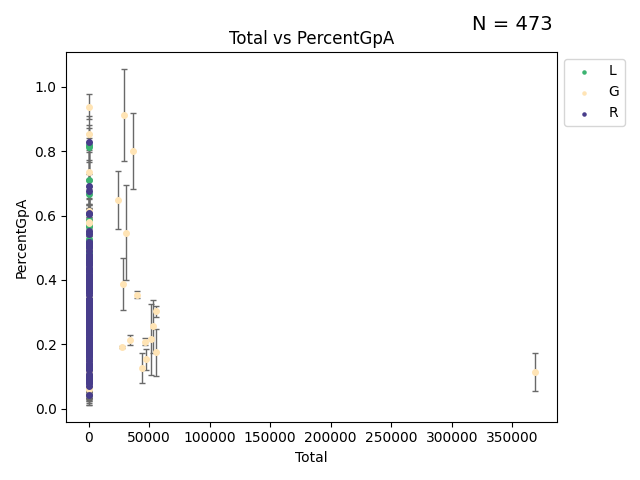 N = 473
Total vs PercentGpA
L
G
R
1.0
0.8
0.6
0.4
0.2
0.0
PercentGpA
0 50000 100000 150000 200000 250000 300000 350000
Total